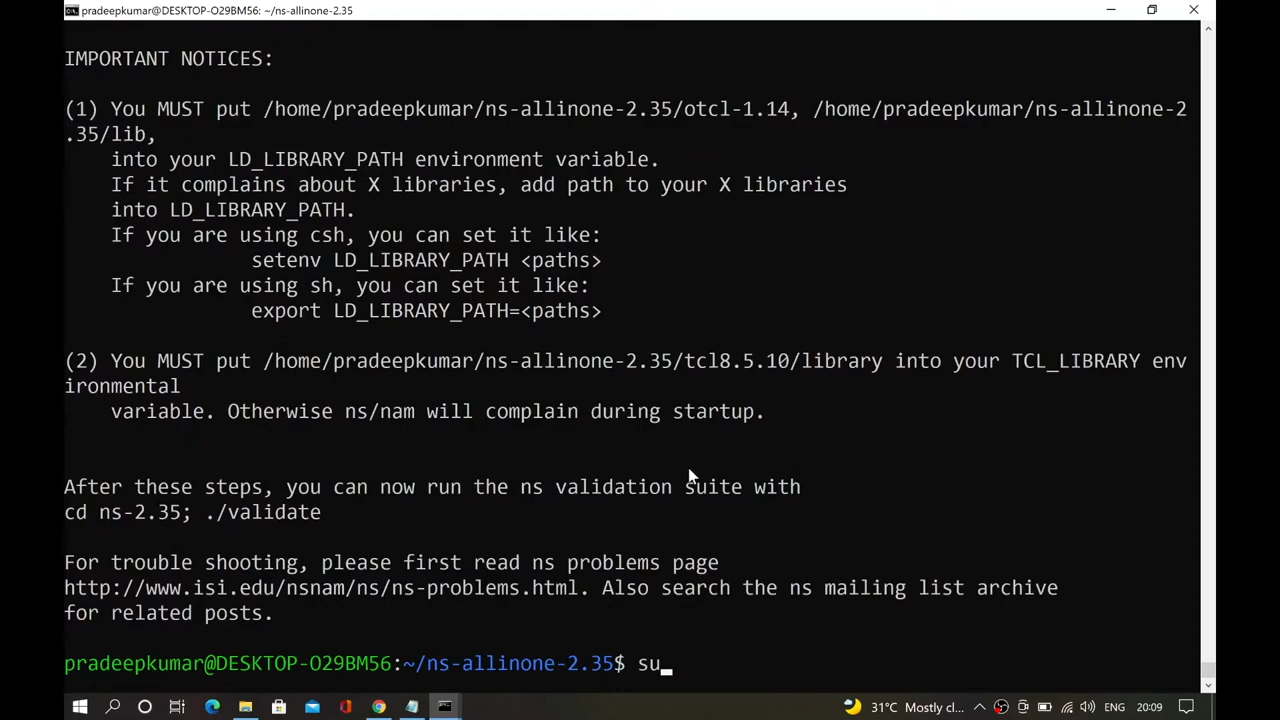 pradeepkumar@DESKTOP-O29BM56: ~/ns-allinone-2.35
IMPORTANT NOTICES:
(1) You MUST put /home/pradeepkumar/ns-allinone-2.35/otcl-1.14, /home/pradeepkumar/ns-allinone-2
.35/lib,
into your LD_LIBRARY_PATH environment variable.
If it complains about X libraries, add path to your X libraries
into LD_LIBRARY_PATH.
If you are using csh, you can set it like:
setenv LD_LIBRARY_PATH <paths>
If you are using sh, you can set it like:
export LD_LIBRARY_PATH=<paths>
(2) You MUST put /home/pradeepkumar/ns-allinone-2.35/tcl8.5.10/library into your TCL_LIBRARY env
ironmental
variable. Otherwise ns/nam will complain during startup.
After these steps, you can now run the ns validation suite with
cd ns-2.35; ./validate
For trouble shooting, please first read ns problems page
http://www.isi.edu/nsnam/ns/ns-problems.html. Also search the ns mailing list archive
for related posts.
pradeepkumar@DESKTOP-O29BM56:~/ns-allinone-2.35$ su
31°C Mostly cl... ENG 20:09